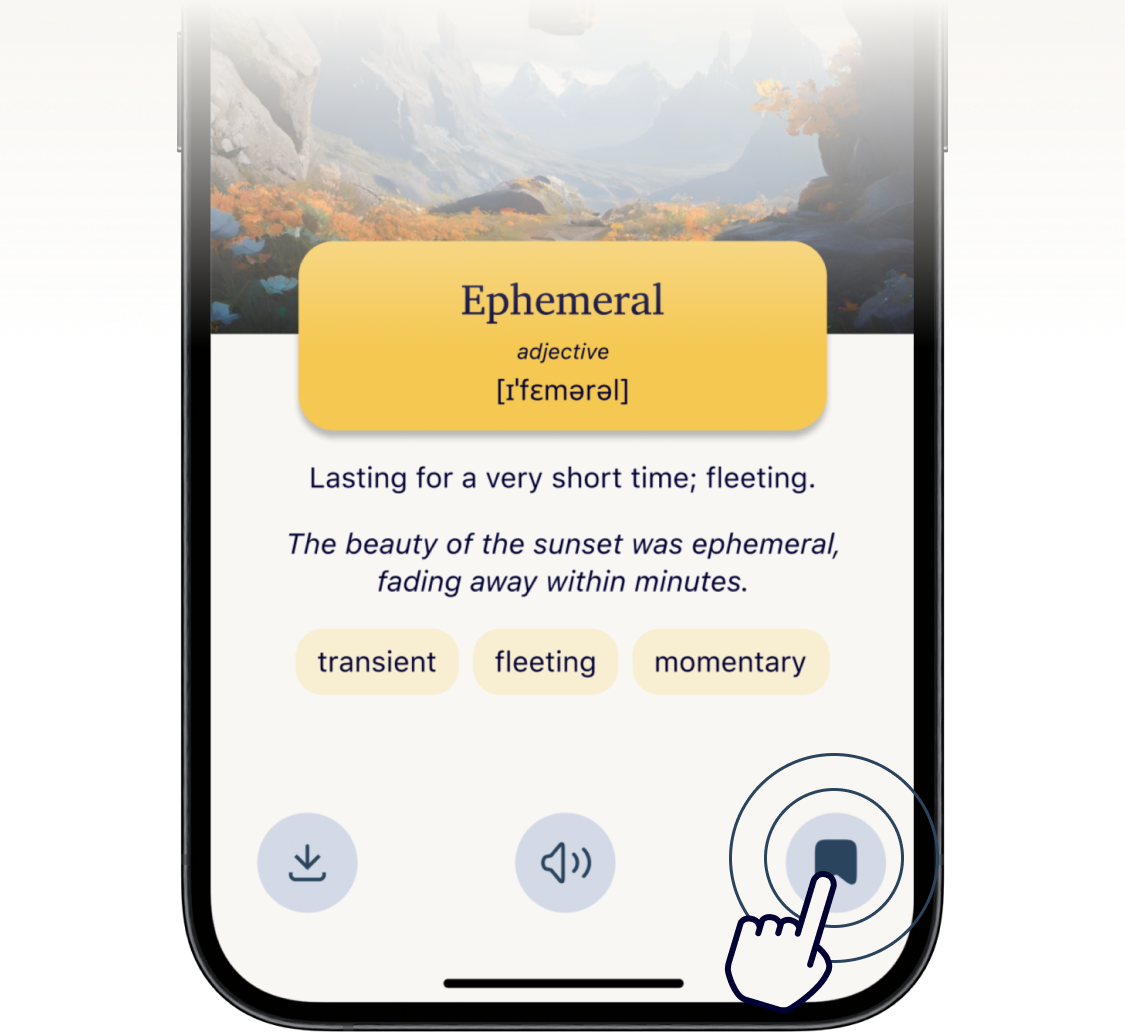 Ephemeral
adjective
[ɪˈfɛmərəl]
Lasting for a very short time; fleeting.
The beauty of the sunset was ephemeral,
fading away within minutes.
transient fleeting momentary